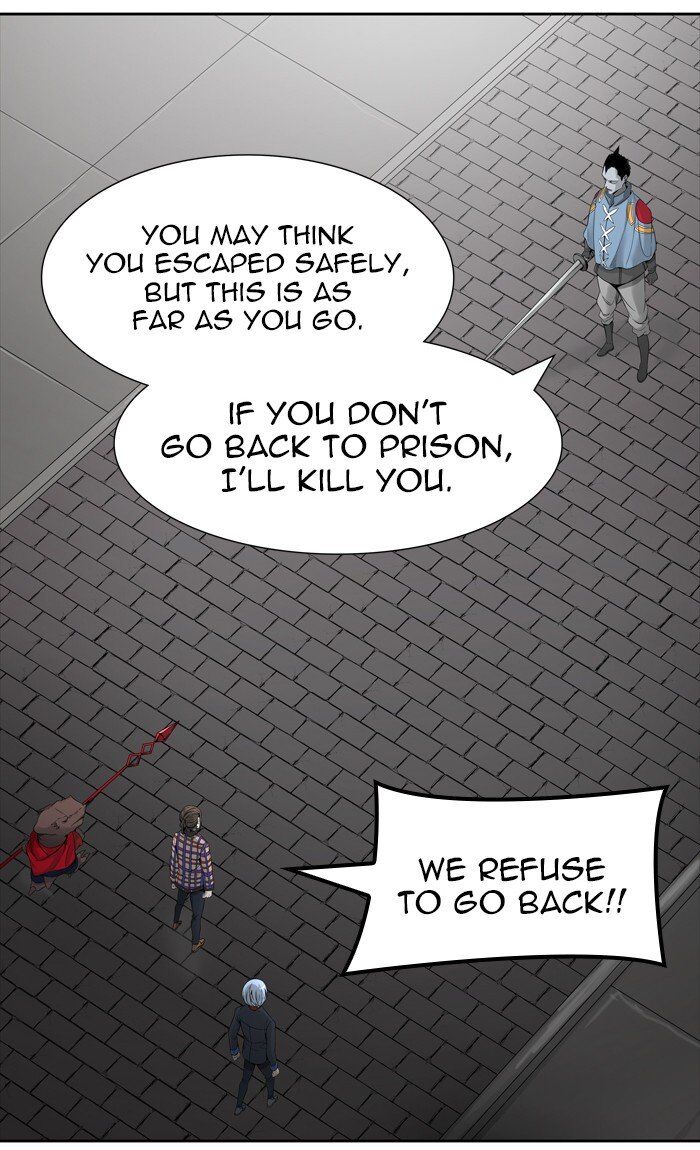 YOU MAY THINK
YOU ESCAPED SAFELY,
BUT THIS IS AS
FAR AS YOU GO.
IF YOU DON'T
GO BACK TO PRISON,
I'LL KILL YOU.
WE REFUSE
TO GO BACK!!